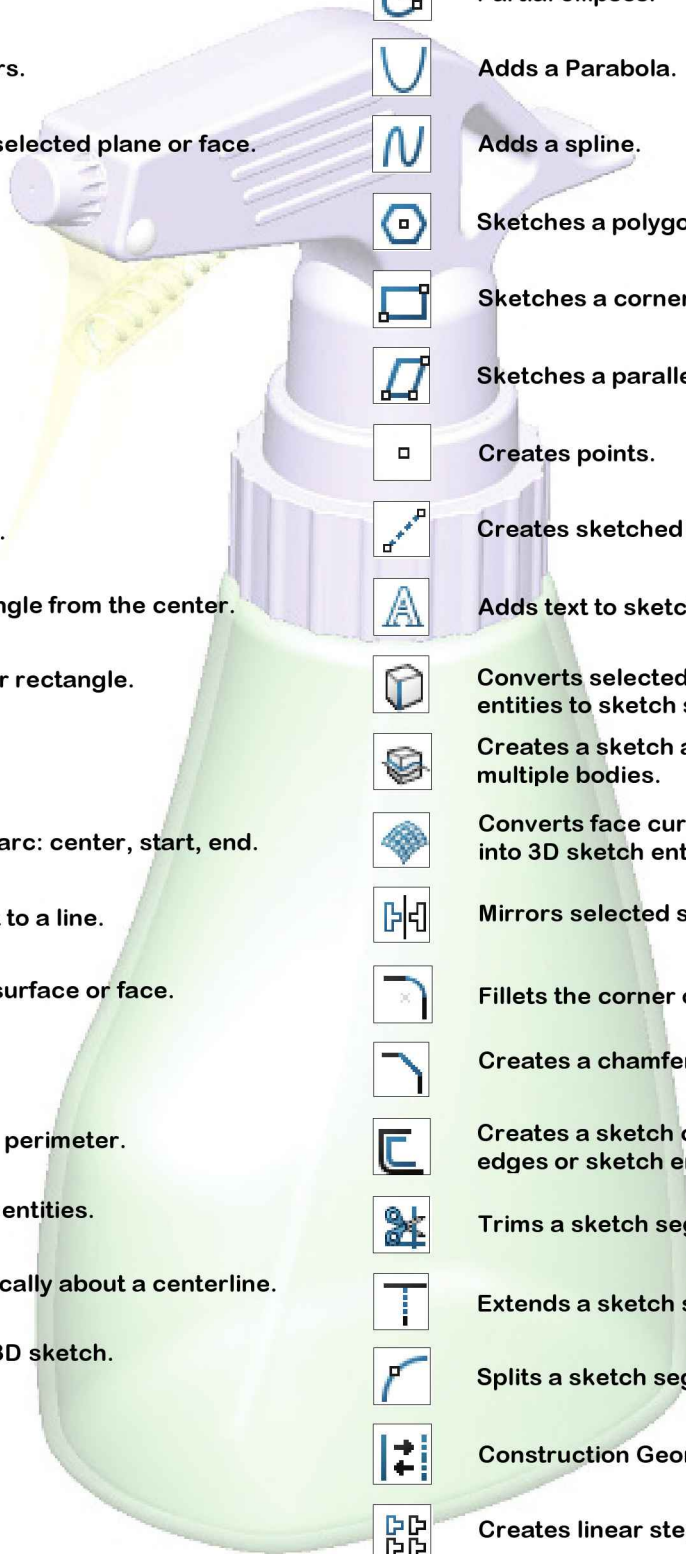 rs.
selected plane or face.
.
ngle from the center.
r rectangle.
arc: center, start, end.
to a line.
surface or face.
perimeter.
entities.
cally about a centerline.
3D sketch.
Partial ellipses.
Adds a Parabola.
Adds a spline.
Sketches a polygo
Sketches a corner
Sketches a paralle
Creates points.
Creates sketched
Adds text to sketc
Converts selected
entities to sketch s
Creates a sketch a
multiple bodies.
Converts face cur
into 3D sketch ent
Mirrors selected s
Fillets the corner
Creates a chamfer
Creates a sketch
edges or sketch e
Trims a sketch seg
Extends a sketch s
Splits a sketch seg
Construction Geo
Creates linear ste